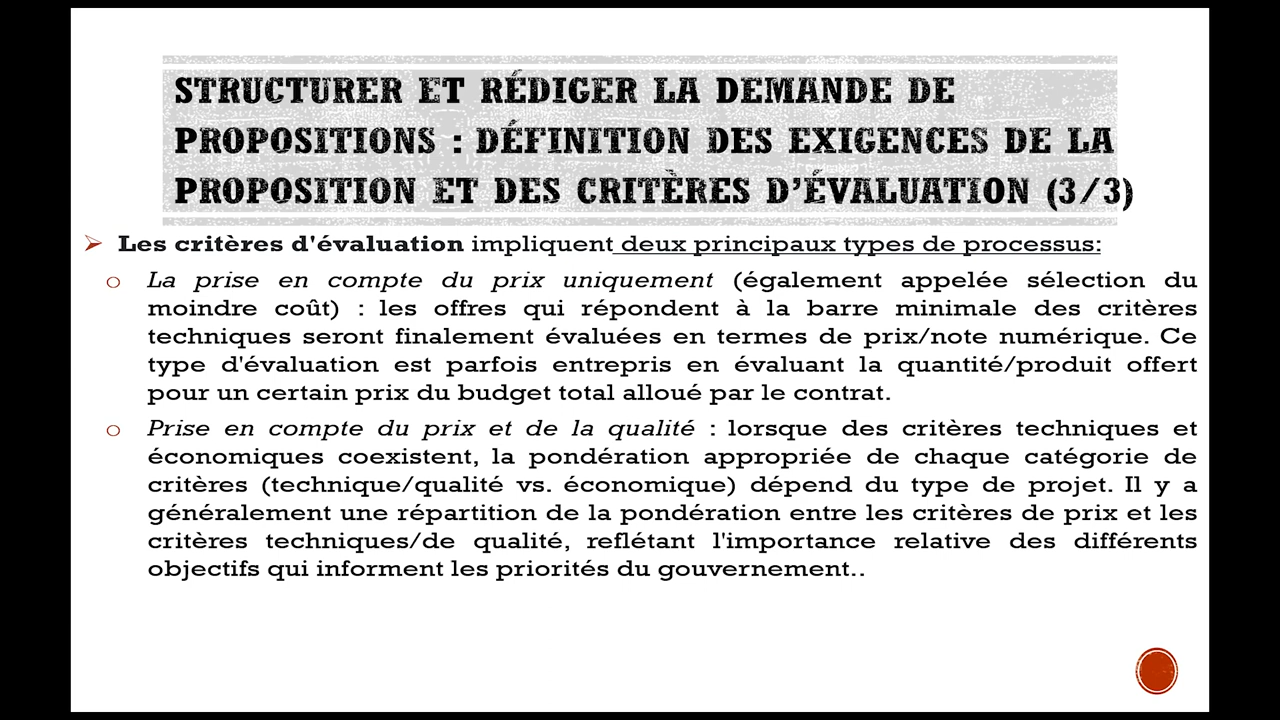 STRUCTURER ET RÉDIGER LA DEMANDE DE
PROPOSITIONS : DÉFINITION DES EXIGENCES DE LA
PROPOSITION ET DES CRITÈRES D’ÉVALUATION (3/3)
➢ Les critères d'évaluation impliquent deux principaux types de processus:
o La prise en compte du prix uniquement (également appelée sélection du
moindre coût) : les offres qui répondent à la barre minimale des critères
techniques seront finalement évaluées en termes de prix/note numérique. Ce
type d'évaluation est parfois entrepris en évaluant la quantité/produit offert
pour un certain prix du budget total alloué par le contrat.
o Prise en compte du prix et de la qualité : lorsque des critères techniques et
économiques coexistent, la pondération appropriée de chaque catégorie de
critères (technique/qualité vs. économique) dépend du type de projet. Il y a
généralement une répartition de la pondération entre les critères de prix et les
critères techniques/de qualité, reflétant l'importance relative des différents
objectifs qui informent les priorités du gouvernement..